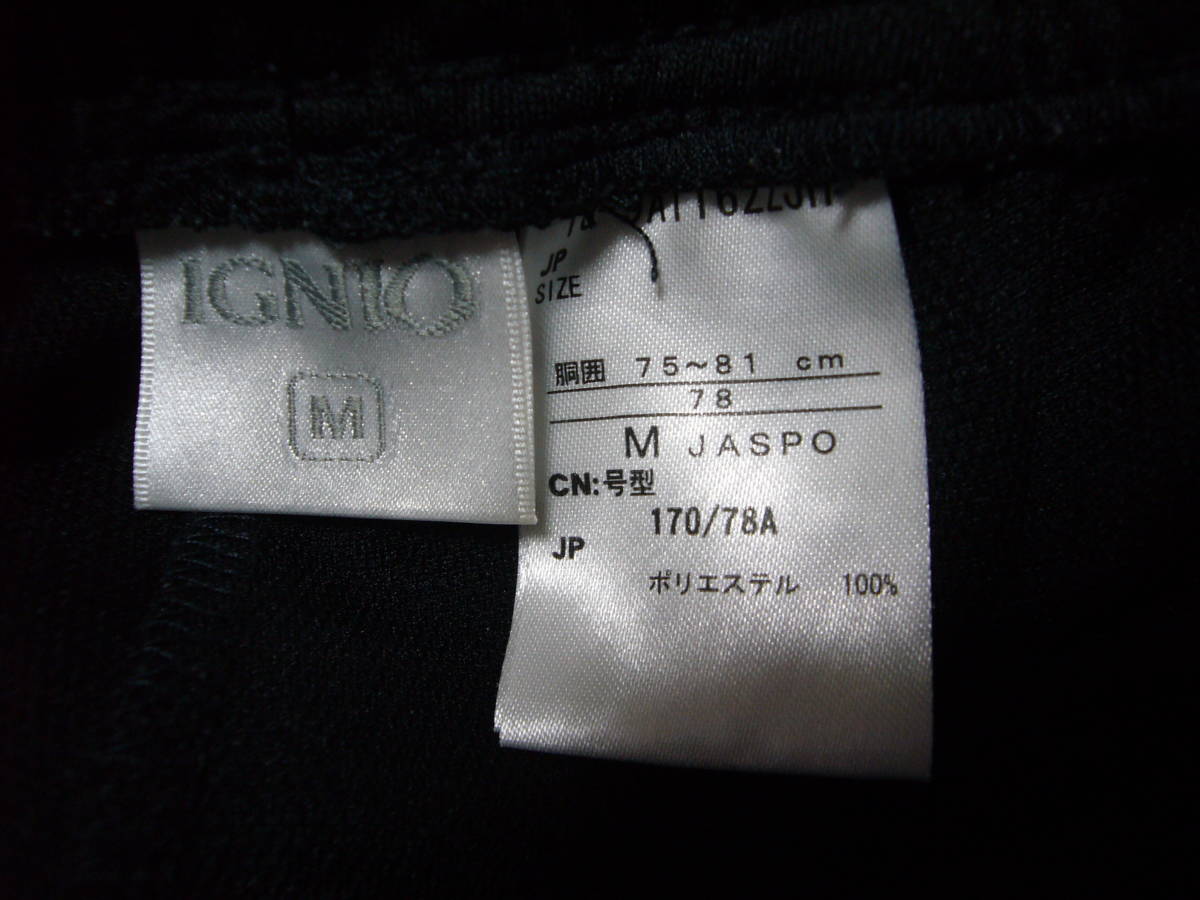 IGNIO
M
JP
SIZE
胴囲 75~81 cm
78
M JASPO
CN:号型
170/78A
JP
ポリエステル 100%